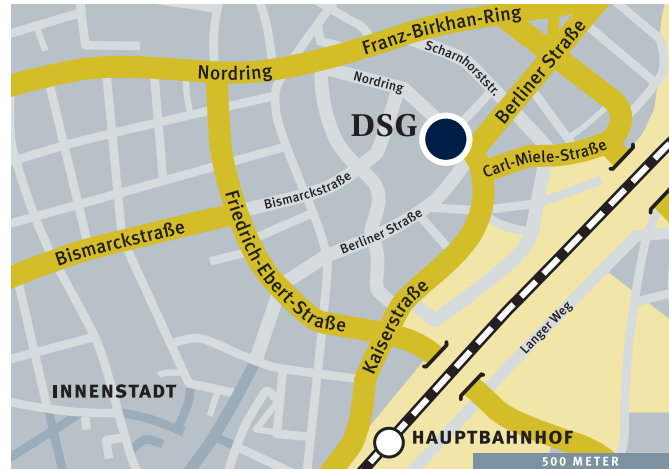 Franz-Birkhan-Ring
Scharnhorststr.
Berliner Straße
Nordring
Nordring
DSG
Carl-Miele-Straße
Bismarckstraße
Friedrich-Ebert-Straße
Berliner Straße
Bismarckstraße
Kaiserstraße
Langer Weg
INNENSTADT
HAUPTBAHNHOF
500 METER